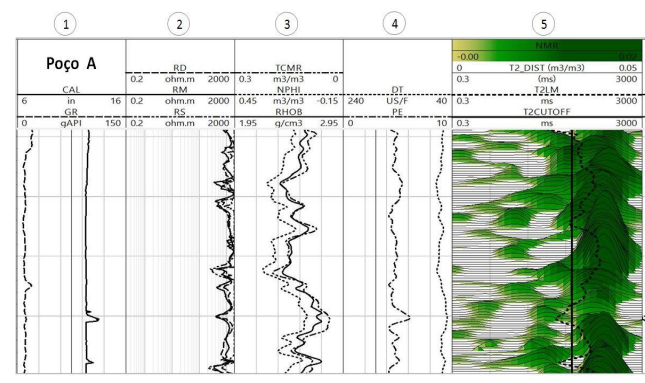 1 2 3 4 5
Poço A
CAL
6 in 16
GR
0 gAPI 150
RD
0.2 ohm.m 2000
RM
0.2 ohm.m 2000
RS
0.2 ohm.m 2000
TCMR
0.3 m3/m3 0
NPHI
0.45 m3/m3 -0.15
RHOB
1.95 g/cm3 2.95
DT
240 US/F 40
PE
0 10
NMR
-0.00 0.02
0 T2_DIST (m3/m3) 0.05
0.3 (ms) 3000
T2LM
0.3 ms 3000
T2CUTOFF
0.3 ms 3000